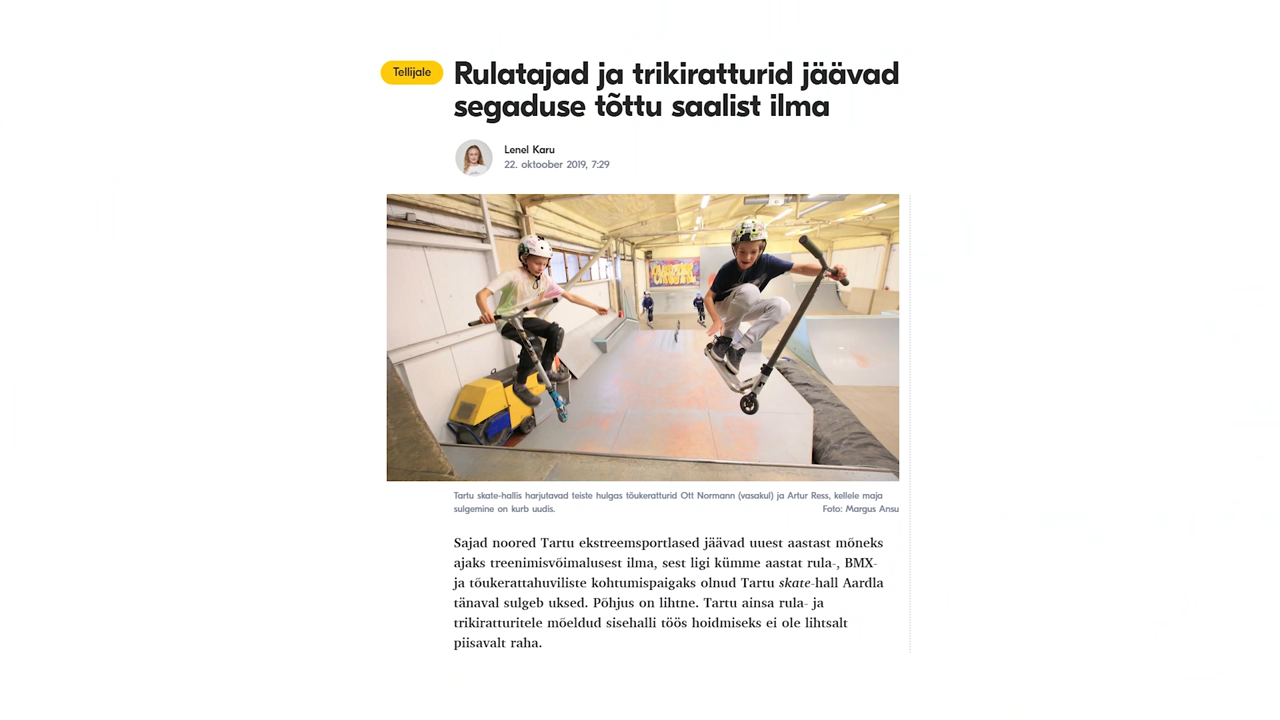 Tellijale
Rulatajad ja trikiratturid jäävad
segaduse tõttu saalist ilma
Lenel Karu
22. oktoober 2019, 7:29
Tartu skate-hallis harjutavad teiste hulgas tõukeratturid Ott Normann (vasakul) ja Artur Ress, kellele maja
sulgemine on kurb uudis.
Foto: Margus Ansu
Sajad noored Tartu ekstreemsportlased jäävad uuest aastast mõneks
ajaks treenimisvõimalusest ilma, sest ligi kümme aastat rula-, BMX-
ja tõukerattahuviliste kohtumispaigaks olnud Tartu skate-hall Aardla
tänaval sulgeb uksed. Põhjus on lihtne. Tartu ainsa rula- ja
trikiratturitele mõeldud sisehalli töös hoidmiseks ei ole lihtsalt
piisavalt raha.